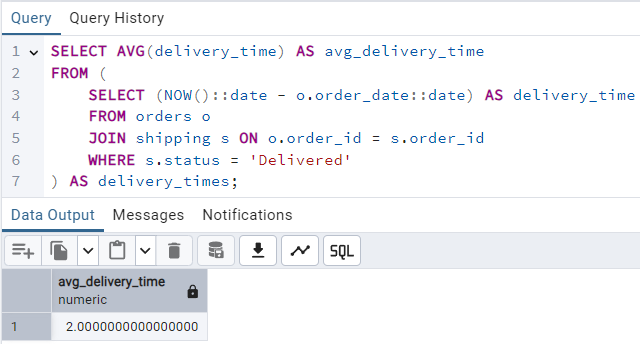 Query Query History
1 SELECT AVG(delivery_time) AS avg_delivery_time
2 FROM (
3 SELECT (NOW()::date - o.order_date::date) AS delivery_time
4 FROM orders o
5 JOIN shipping s ON o.order_id = s.order_id
6 WHERE s.status = 'Delivered'
7 ) AS delivery_times;
Data Output Messages Notifications
SQL
avg_delivery_time
numeric
1 2.0000000000000000